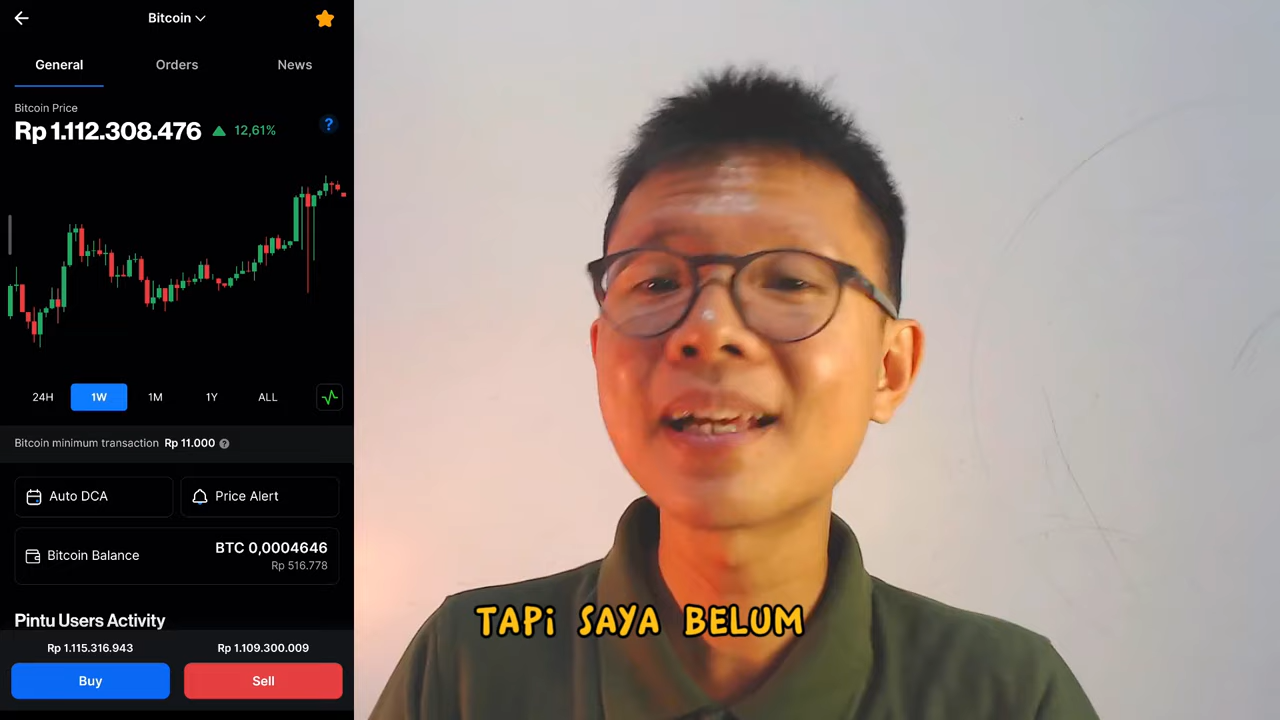 Bitcoin
General Orders News
Bitcoin Price
Rp 1.112.308.476 12,61% ?
24H 1W 1M 1Y ALL
Bitcoin minimum transaction Rp 11.000 ?
Auto DCA Price Alert
Bitcoin Balance BTC 0,0004646
Rp 516.778
Pintu Users Activity
Rp 1.115.316.943 Rp 1.109.300.009
Buy Sell
TAPi SAYA BELUM